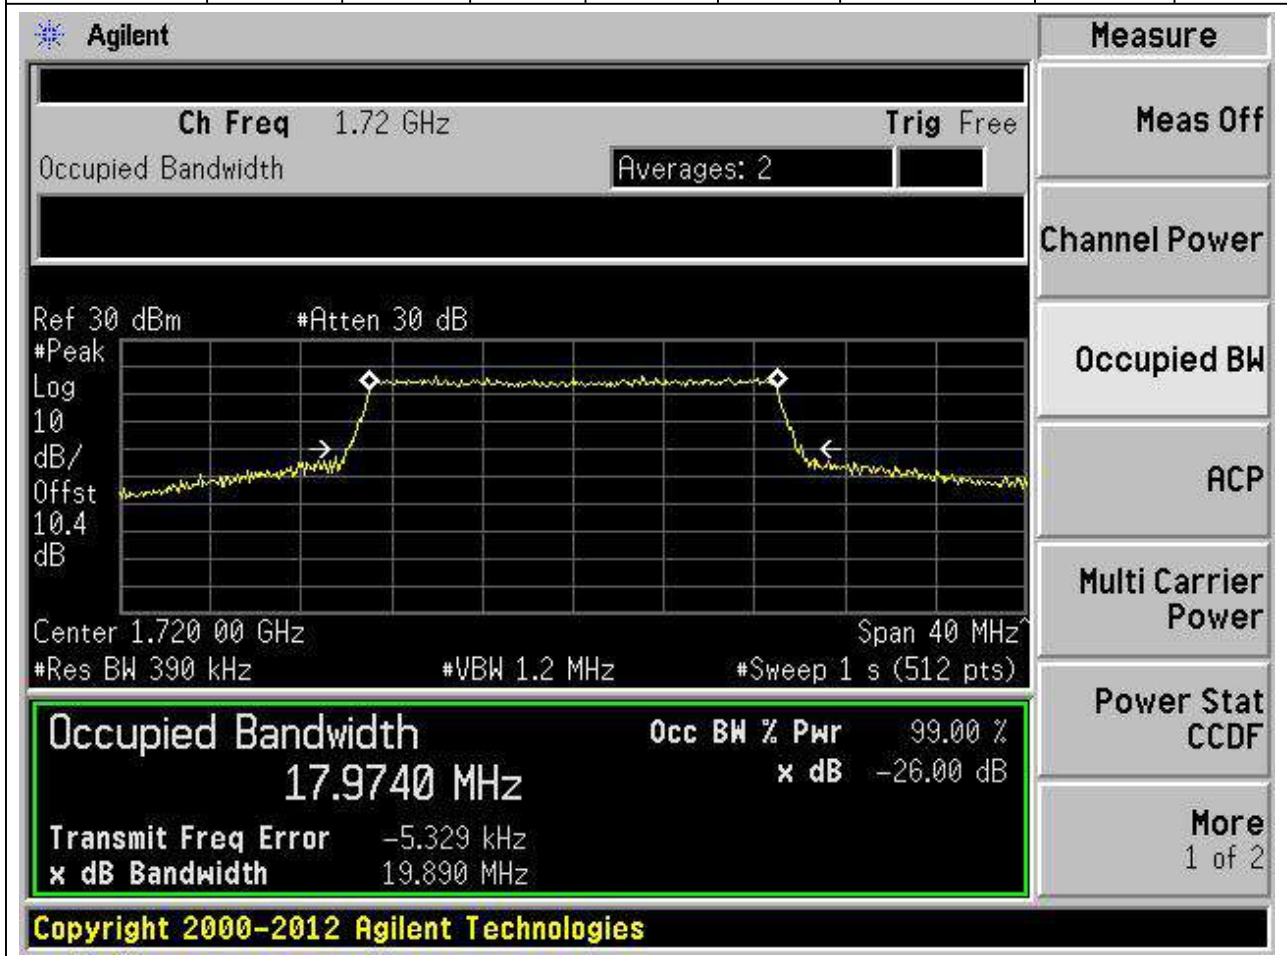 Agilent
Measure
Ch Freq 1.72 GHz Trig Free
Occupied Bandwidth Averages: 2
Meas Off
Channel Power
Occupied BW
ACP
Multi Carrier
Power
Power Stat
CCDF
More
1 of 2
Ref 30 dBm #Atten 30 dB
#Peak
Log
10
dB/
Offst
10.4
dB
Center 1.720 00 GHz Span 40 MHz^
#Res BW 390 kHz #VBW 1.2 MHz #Sweep 1 s (512 pts)
Occupied Bandwidth Occ BW % Pwr 99.00 %
17.9740 MHz x dB -26.00 dB
Transmit Freq Error -5.329 kHz
x dB Bandwidth 19.890 MHz
Copyright 2000-2012 Agilent Technologies